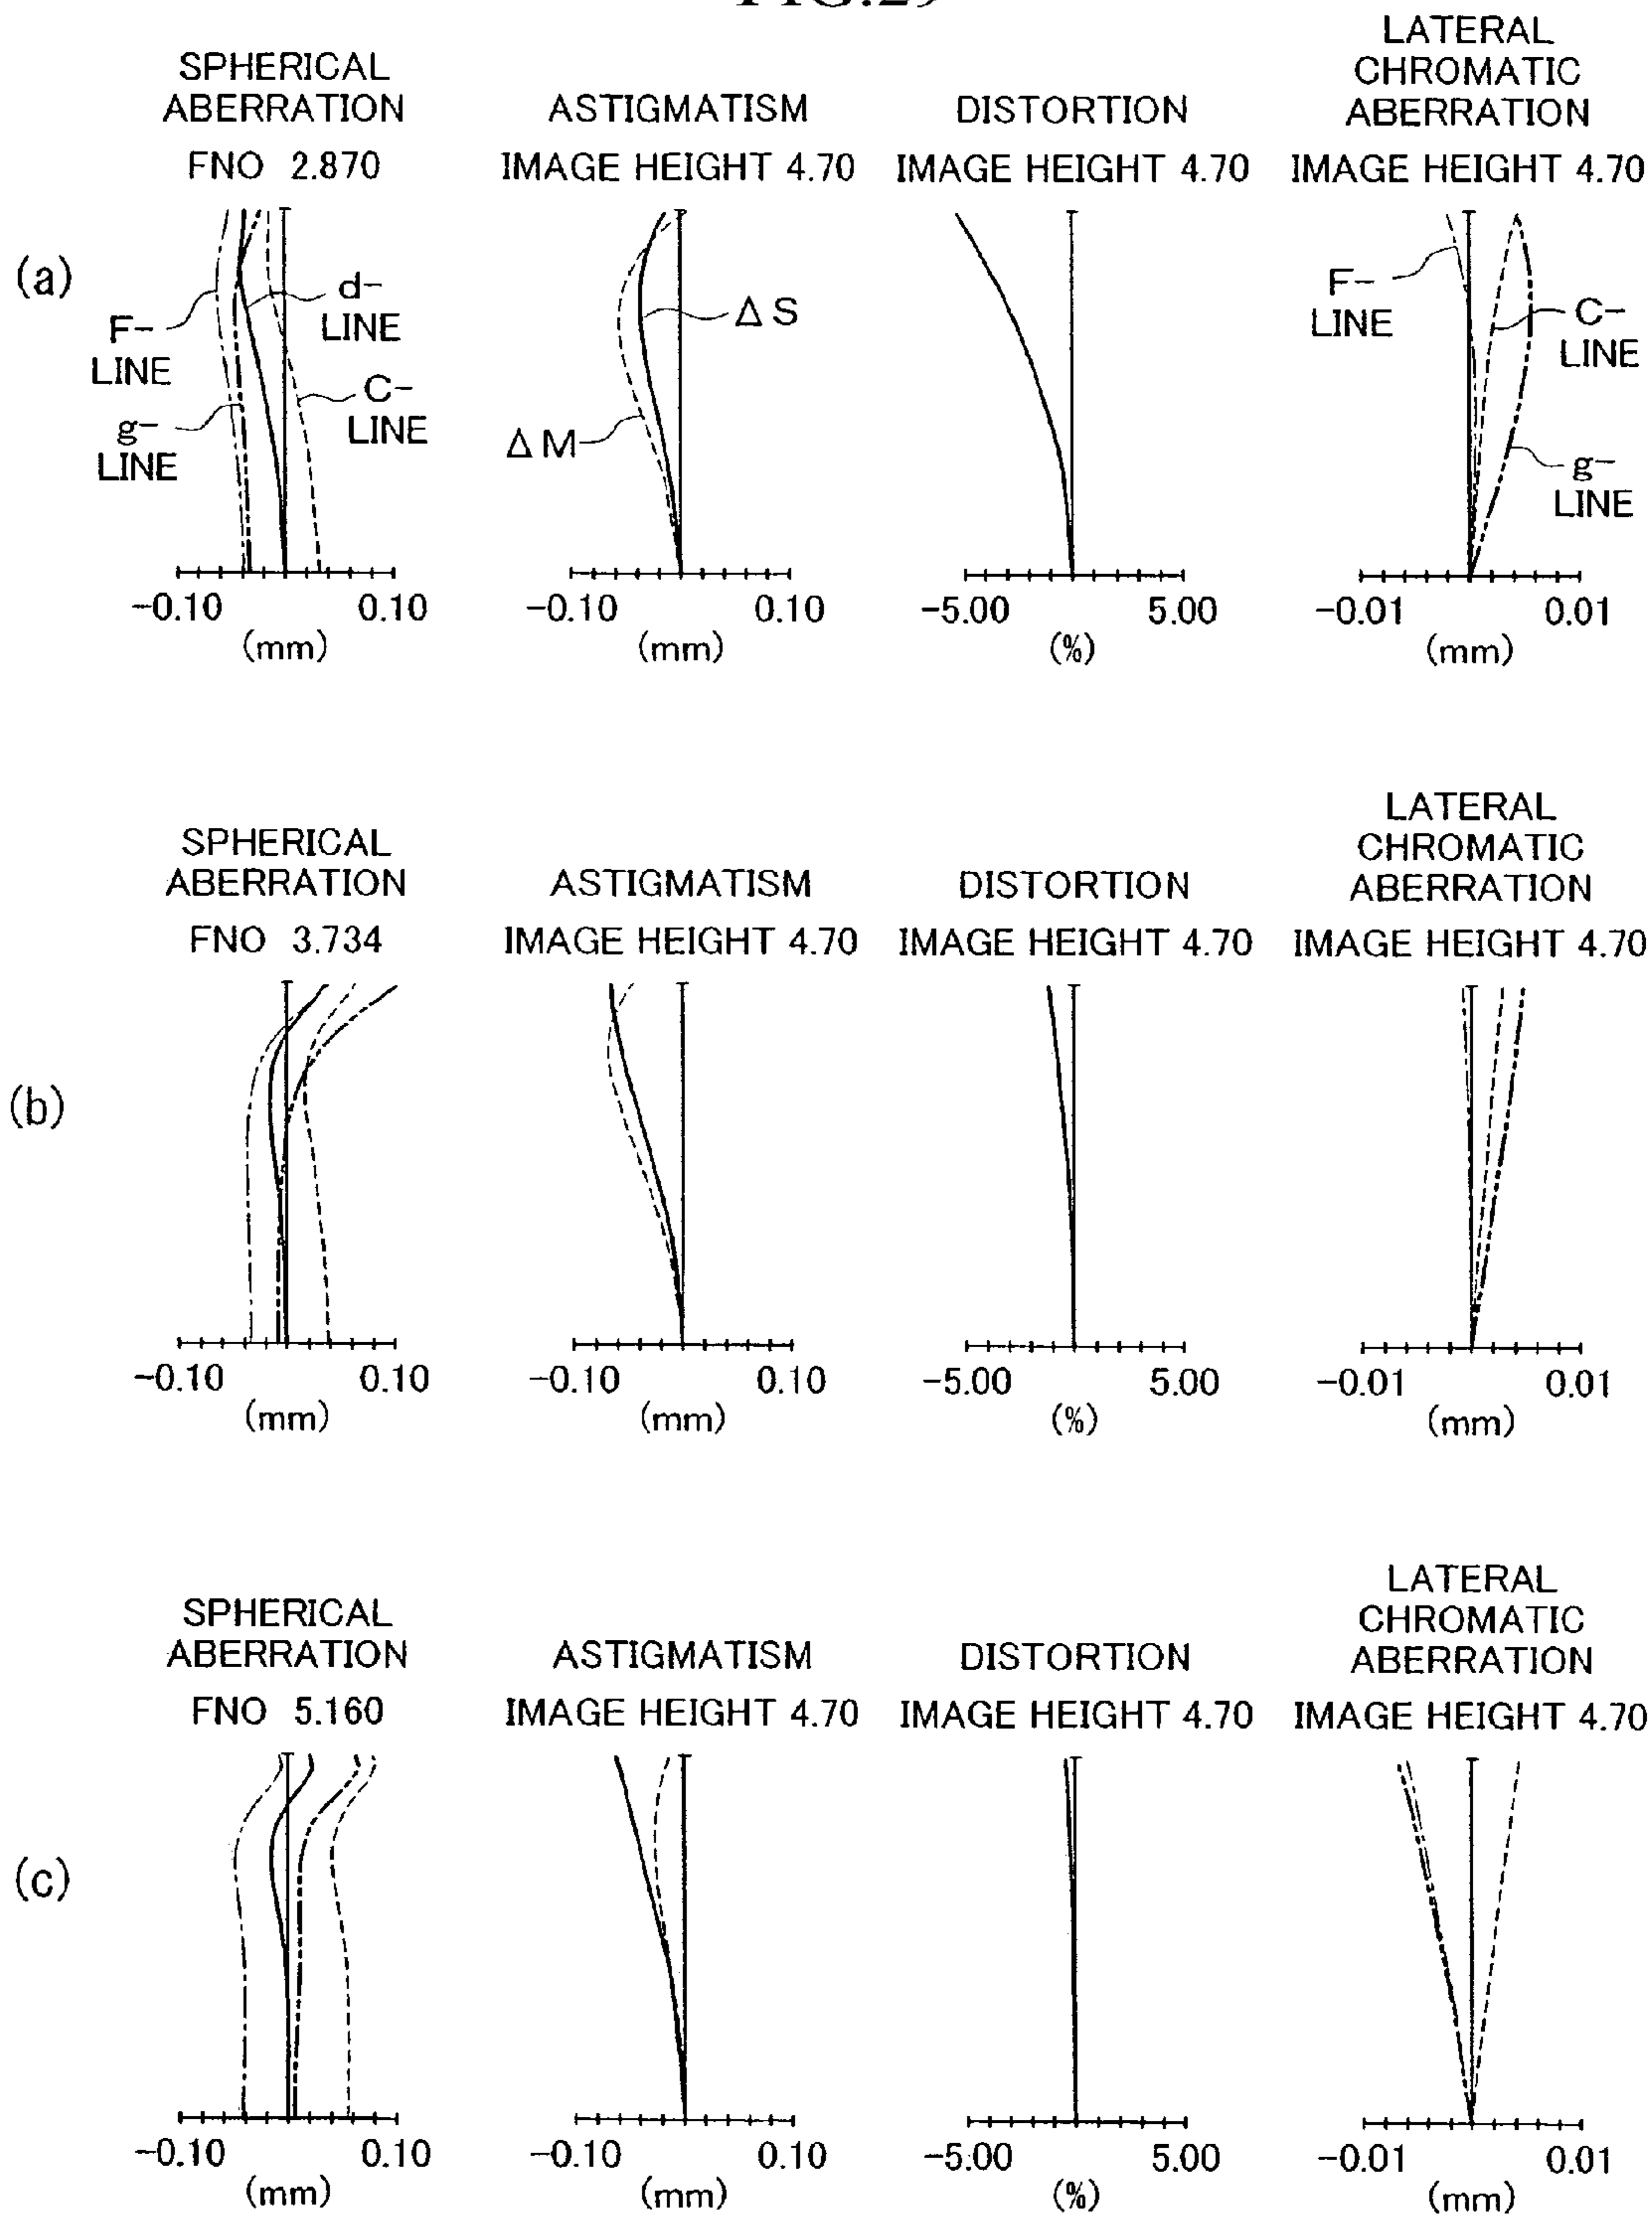 FIG.29
SPHERICAL
ABERRATION
FNO 2.870
ASTIGMATISM
IMAGE HEIGHT 4.70
DISTORTION
IMAGE HEIGHT 4.70
LATERAL
CHROMATIC
ABERRATION
IMAGE HEIGHT 4.70
(a)
F-
LINE
d-
LINE
g-
LINE
C-
LINE
ΔS
ΔM
F-
LINE
C-
LINE
g-
LINE
-0.10 0.10
(mm)
-0.10 0.10
(mm)
-5.00 5.00
(%)
-0.01 0.01
(mm)
SPHERICAL
ABERRATION
FNO 3.734
ASTIGMATISM
IMAGE HEIGHT 4.70
DISTORTION
IMAGE HEIGHT 4.70
LATERAL
CHROMATIC
ABERRATION
IMAGE HEIGHT 4.70
(b)
-0.10 0.10
(mm)
-0.10 0.10
(mm)
-5.00 5.00
(%)
-0.01 0.01
(mm)
SPHERICAL
ABERRATION
FNO 5.160
ASTIGMATISM
IMAGE HEIGHT 4.70
DISTORTION
IMAGE HEIGHT 4.70
LATERAL
CHROMATIC
ABERRATION
IMAGE HEIGHT 4.70
(c)
-0.10 0.10
(mm)
-0.10 0.10
(mm)
-5.00 5.00
(%)
-0.01 0.01
(mm)